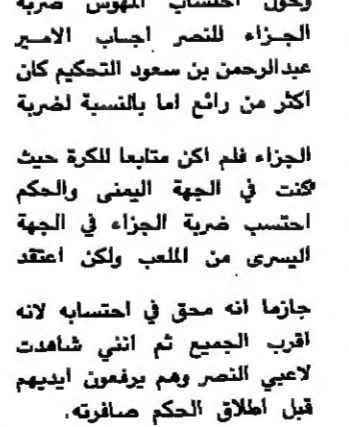 وحول احتساب المهوس ضربة
الجزاء للنصر اجاب الامير
عبدالرحمن بن سعود التحكيم كان
اكثر من رائع اما بالنسبة لضربة
الجزاء فلم اكن متابعا للكرة حيث
كنت في الجهة اليمنى والحكم
احتسب ضربة الجزاء في الجهة
اليسرى من الملعب ولكن اعتقد
جازما انه محق في احتسابه لانه
اقرب الجميع ثم انني شاهدت
لاعبي النصر وهم يرفعون ايديهم
قبل اطلاق الحكم صافرته.